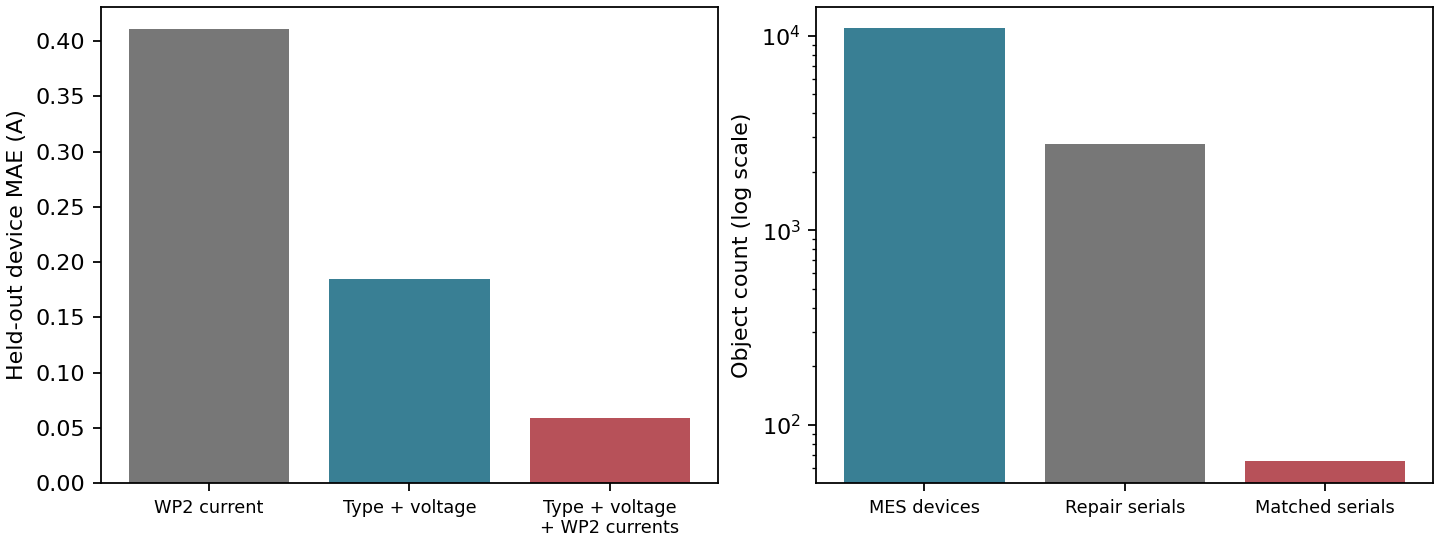 Held-out device MAE (A)
0.40
0.35
0.30
0.25
0.20
0.15
0.10
0.05
0.00
WP2 current
Type + voltage
Type + voltage
+ WP2 currents
Object count (log scale)
10⁴
10³
10²
MES devices
Repair serials
Matched serials